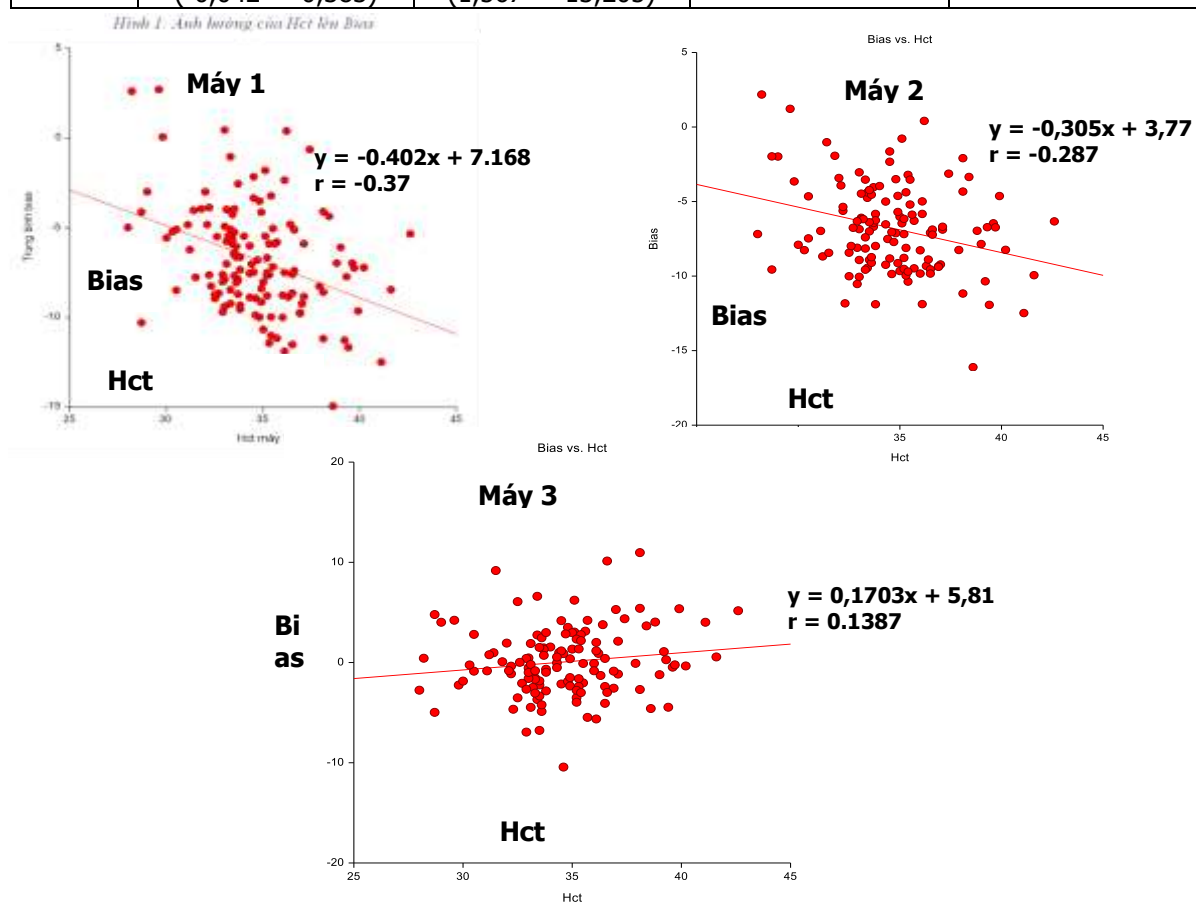 Hình 1. Ảnh hưởng của Hct lên Bias
5
0
-5
-10
-15
25
30
35
40
45
Trung bình bias
Hct máy
Máy 1
y = -0.402x + 7.168
r = -0.37
Bias
Hct
Bias vs. Hct
5
0
-5
-10
-15
-20
35
40
45
Bias
Hct
Máy 2
y = -0,305x + 3,77
r = -0.287
Bias
Hct
Bias vs. Hct
20
10
0
-10
-20
25
30
35
40
45
Hct
Máy 3
y = 0,1703x + 5,81
r = 0.1387
Bi
as
Hct